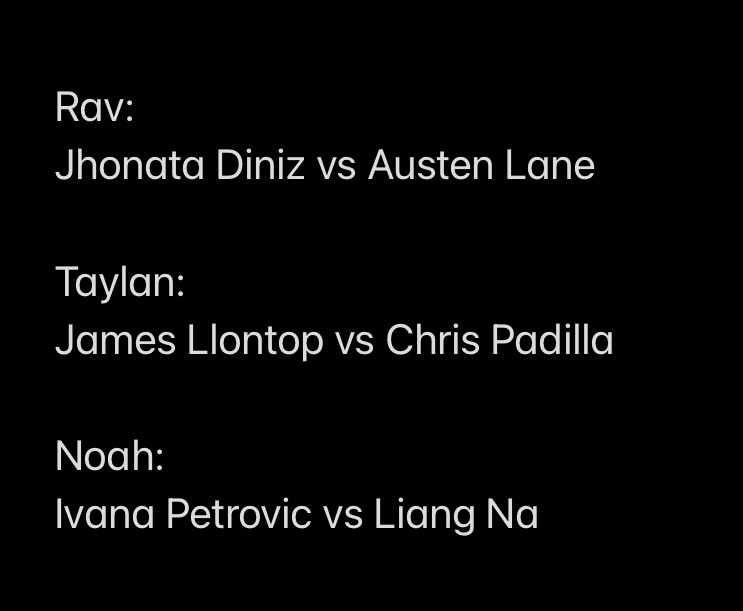 Rav:
Jhonata Diniz vs Austen Lane
Taylan:
James Llontop vs Chris Padilla
Noah:
Ivana Petrovic vs Liang Na